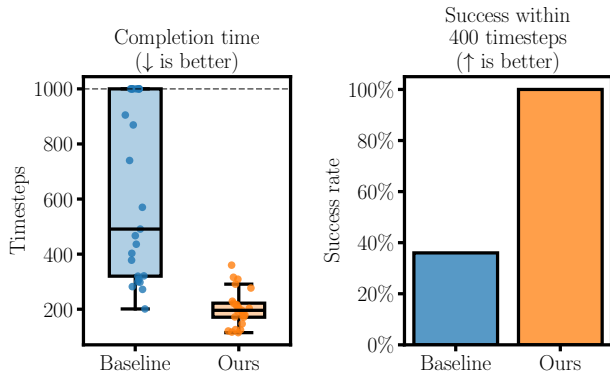 Completion time
(↓ is better)
Timesteps
1000
800
600
400
200
Baseline
Ours
Success within
400 timesteps
(↑ is better)
Success rate
100%
80%
60%
40%
20%
0%
Baseline
Ours